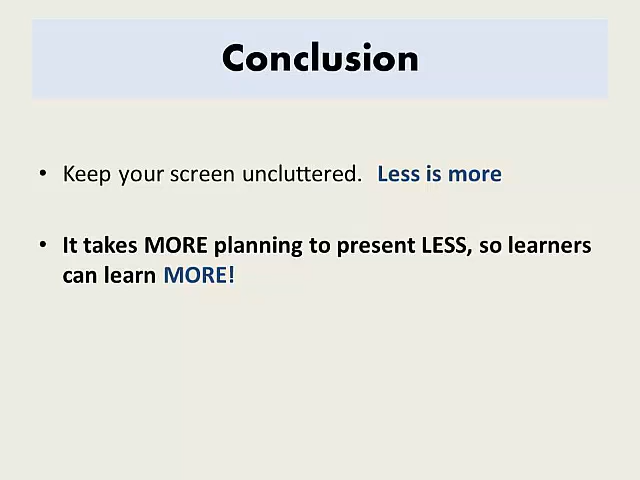 Conclusion
• Keep your screen uncluttered. Less is more
• It takes MORE planning to present LESS, so learners
can learn MORE!